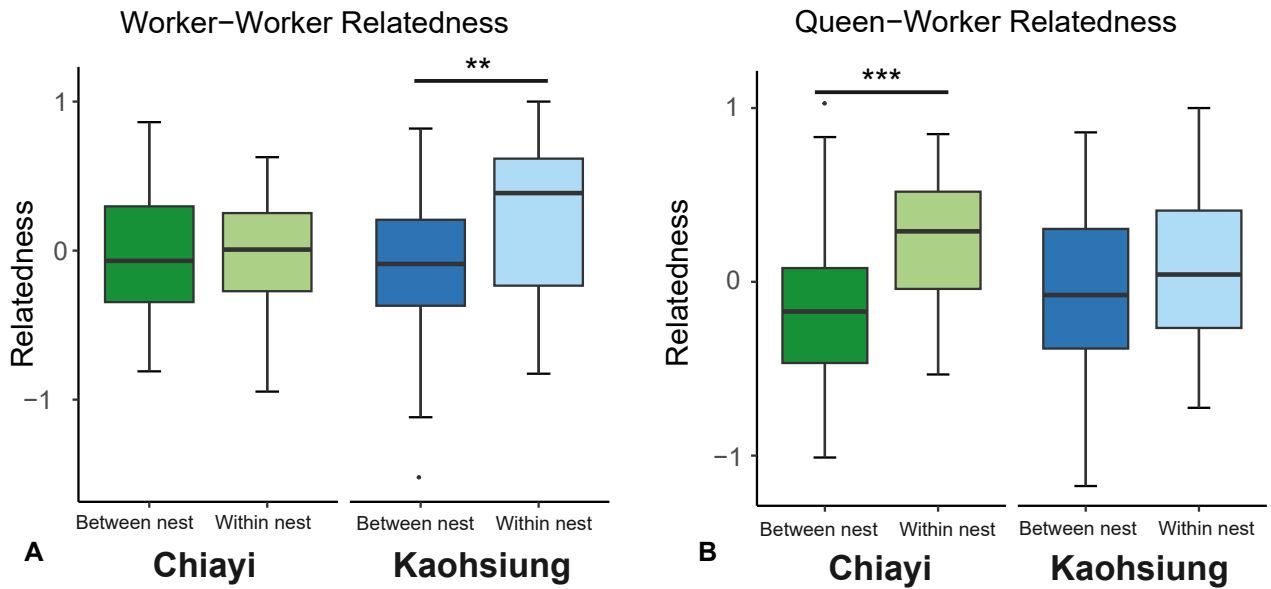 Worker−Worker Relatedness
**
1
0
−1
Relatedness
Between nest Within nest Between nest Within nest
A Chiayi Kaohsiung
Queen−Worker Relatedness
***
1
0
−1
Relatedness
Between nest Within nest Between nest Within nest
B Chiayi Kaohsiung